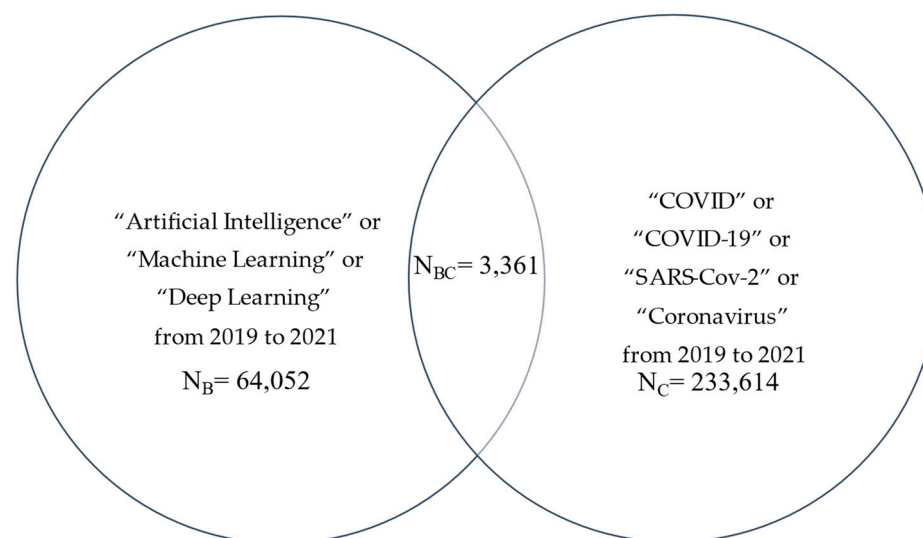 “Artificial Intelligence” or
“Machine Learning” or
“Deep Learning”
from 2019 to 2021
N_B= 64,052
N_BC= 3,361
“COVID” or
“COVID-19” or
“SARS-Cov-2” or
“Coronavirus”
from 2019 to 2021
N_C= 233,614